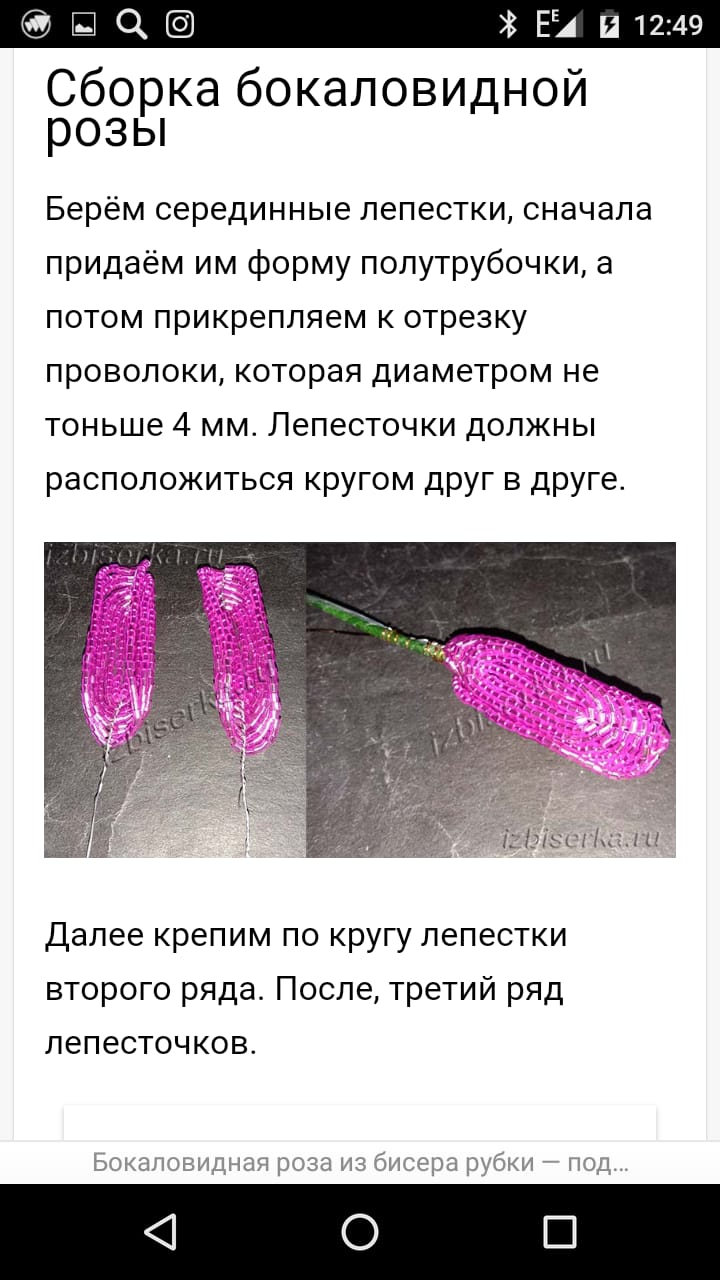 12:49
Сборка бокаловидной
розы
Берём серединные лепестки, сначала
придаём им форму полутрубочки, а
потом прикрепляем к отрезку
проволоки, которая диаметром не
тоньше 4 мм. Лепесточки должны
расположиться кругом друг в друге.
izbiserka.ru
izbiserka.ru
Далее крепим по кругу лепестки
второго ряда. После, третий ряд
лепесточков.
Бокаловидная роза из бисера рубки — под...